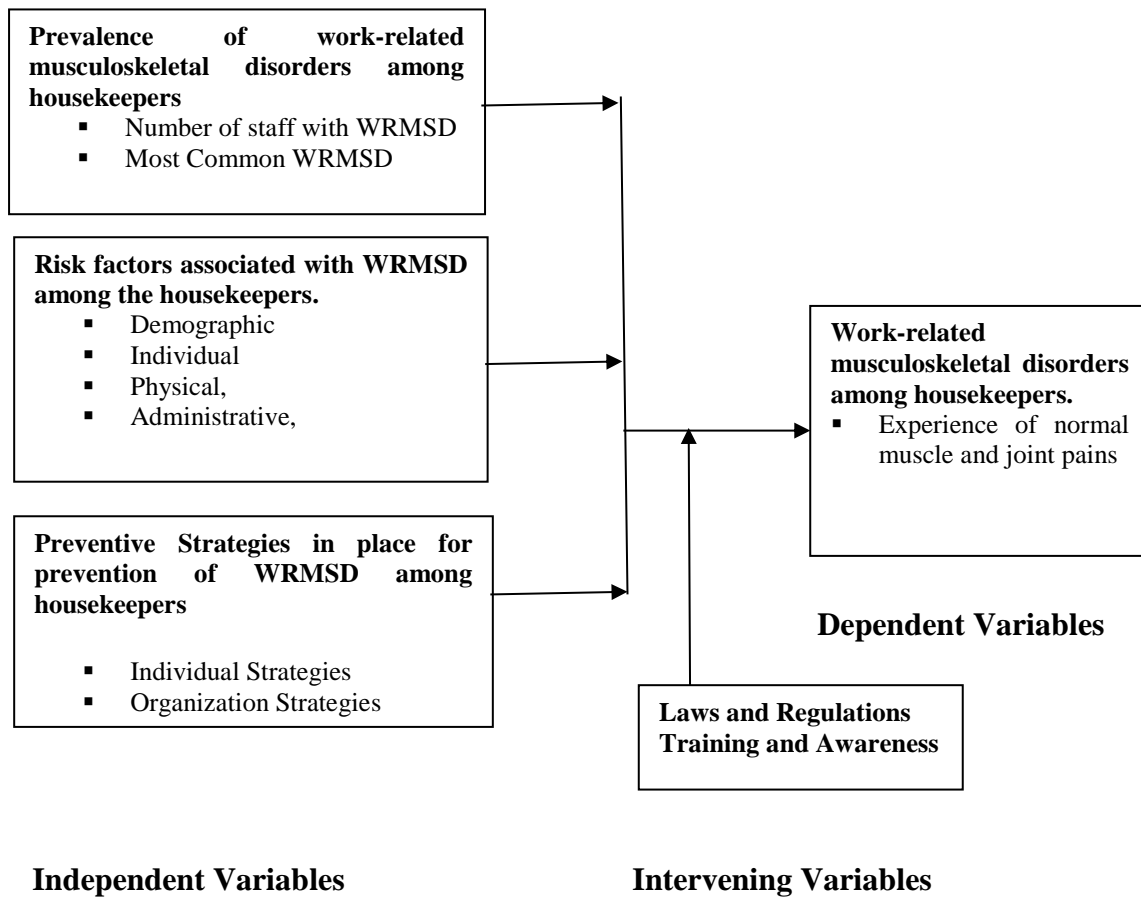 Prevalence of work-related
musculoskeletal disorders among
housekeepers
▪ Number of staff with WRMSD
▪ Most Common WRMSD
Risk factors associated with WRMSD
among the housekeepers.
▪ Demographic
▪ Individual
▪ Physical,
▪ Administrative,
Preventive Strategies in place for
prevention of WRMSD among
housekeepers
▪ Individual Strategies
▪ Organization Strategies
Work-related
musculoskeletal disorders
among housekeepers.
▪ Experience of normal
muscle and joint pains
Dependent Variables
Laws and Regulations
Training and Awareness
Independent Variables
Intervening Variables